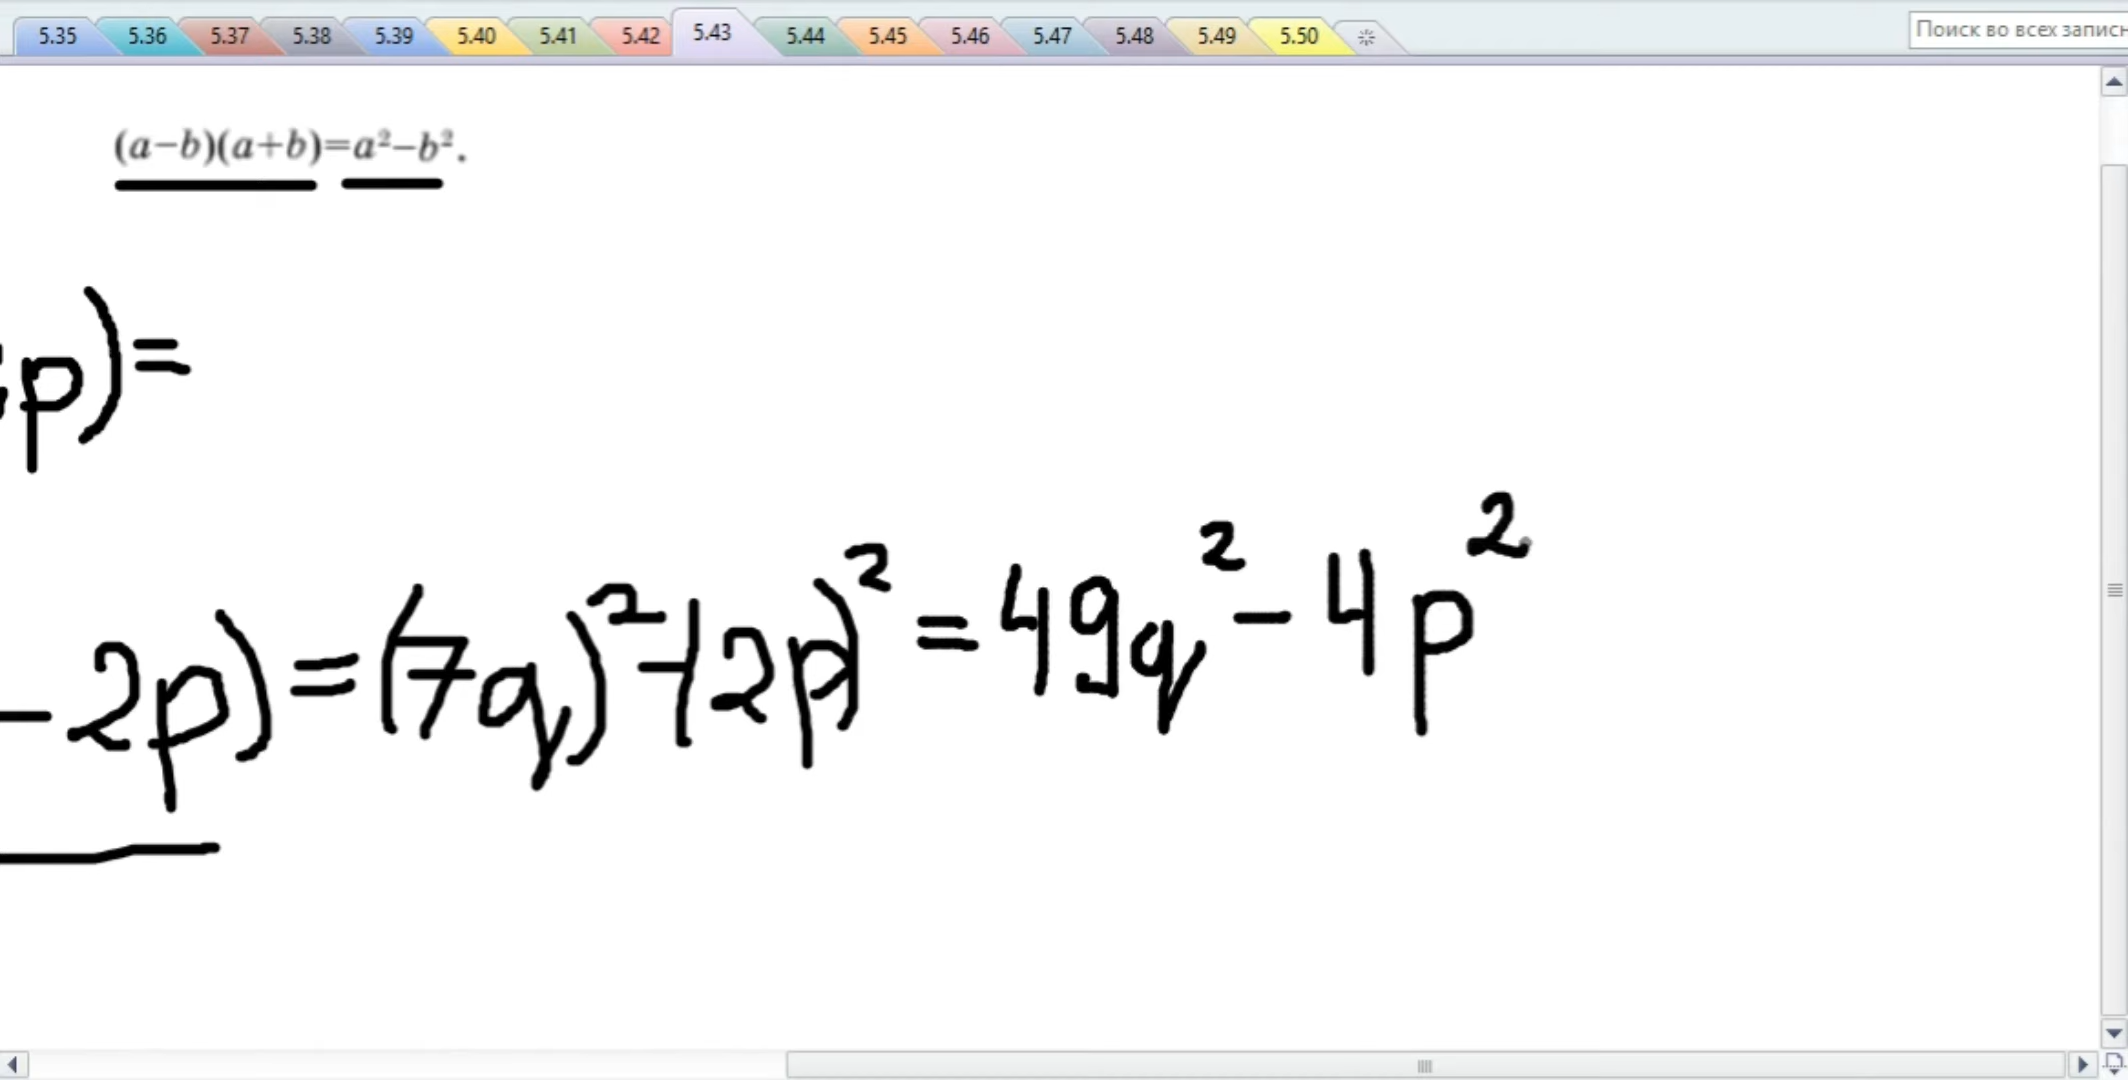 5.35 5.36 5.37 5.38 5.39 5.40 5.41 5.42 5.43 5.44 5.45 5.46 5.47 5.48 5.49 5.50
Поиск во всех
(a−b)(a+b)=a²−b².
p)=
− 2p) = (7q)² − (2p)² = 49q² − 4p²